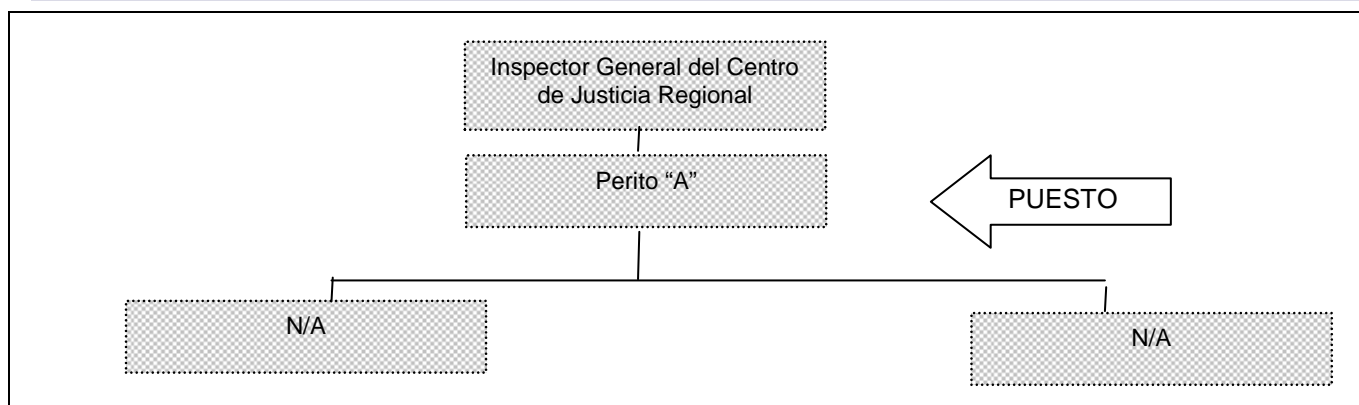 Inspector General del Centro
de Justicia Regional
Perito “A”
PUESTO
N/A
N/A